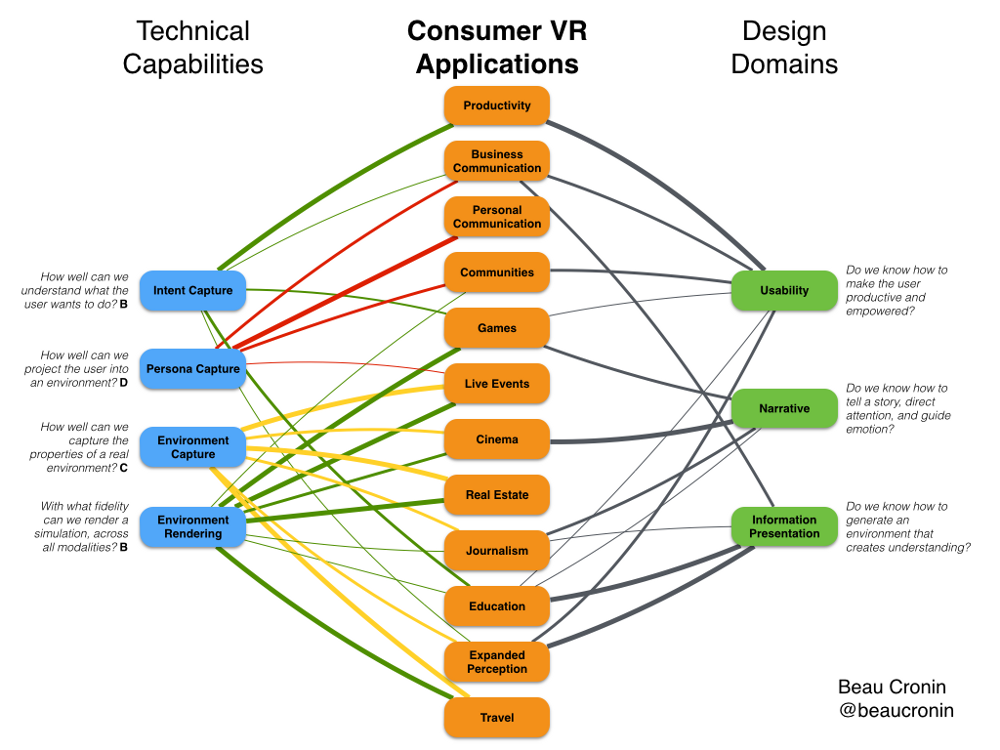 Technical
Capabilities
Consumer VR
Applications
Design
Domains
How well can we
understand what the
user wants to do? B
Intent Capture
How well can we
project the user into
an environment? D
Persona Capture
How well can we
capture the
properties of a real
environment? C
Environment
Capture
With what fidelity
can we render a
simulation, across
all modalities? B
Environment
Rendering
Productivity
Business
Communication
Personal
Communication
Communities
Games
Live Events
Cinema
Real Estate
Journalism
Education
Expanded
Perception
Travel
Usability
Do we know how to
make the user
productive and
empowered?
Narrative
Do we know how to
tell a story, direct
attention, and guide
emotion?
Information
Presentation
Do we know how to
generate an
environment that
creates understanding?
Beau Cronin
@beaucronin